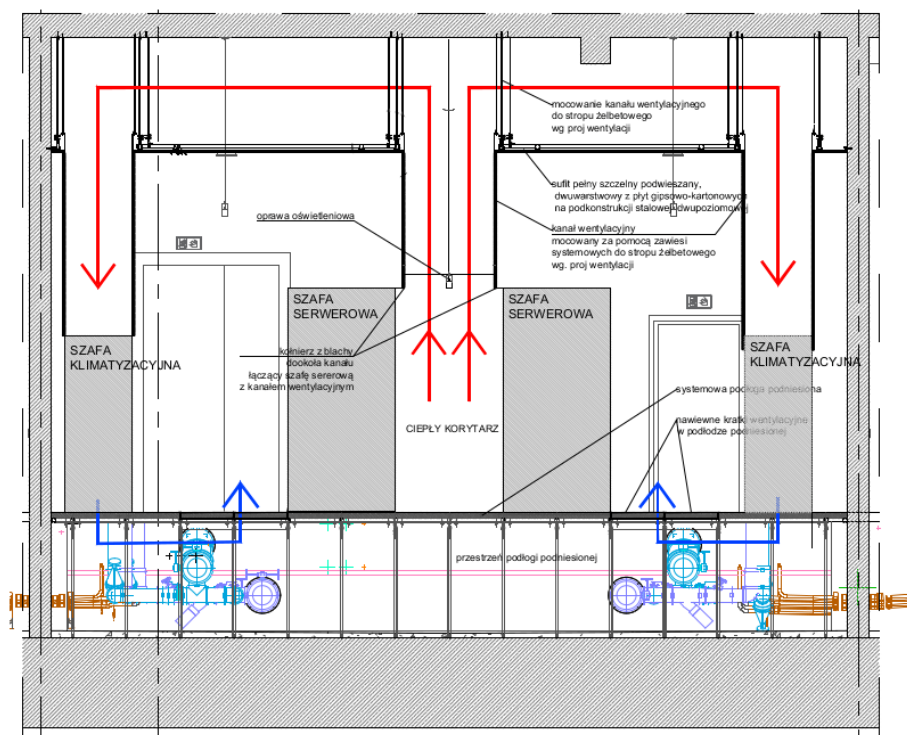 mocowanie kanału wentylacyjnego
do stropu żelbetowego
wg proj wentylacji
sufit pełny szczelny podwieszany,
dwuwarstwowy z płyt gipsowo-kartonowych
na podkonstrukcji stalowej dwupoziomowej
oprawa oświetleniowa
kanał wentylacyjny
mocowany za pomocą zawiesi
systemowych do stropu żelbetowego
wg. proj wentylacji
SZAFA
SERWEROWA
SZAFA
SERWEROWA
SZAFA
KLIMATYZACYJNA
SZAFA
KLIMATYZACYJNA
kołnierz z blachy
dookoła kanału
łączący szafę sererową
z kanałem wentylacyjnym
systemowa podłoga podniesiona
nawiewne kratki wentylacyjne
w podłodze podniesionej
CIEPŁY KORYTARZ
przestrzeń podłogi podniesionej